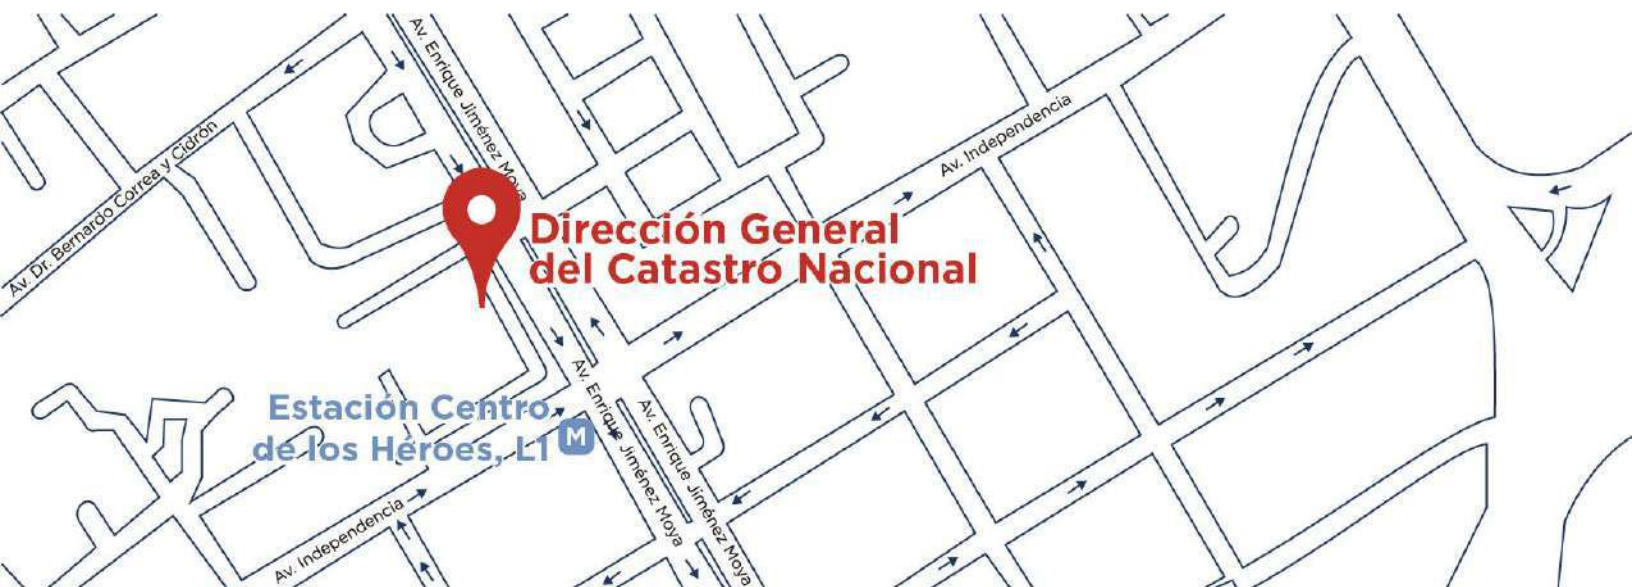 Av. Enrique Jiménez Moya
Av. Dr. Bernardo Correa y Cidrón
Av. Independencia
Dirección General
del Catastro Nacional
Av. Enrique Jiménez Moya
Av. Enrique Jiménez Moya
Estación Centro
de los Héroes, L1
M
Av. Independencia